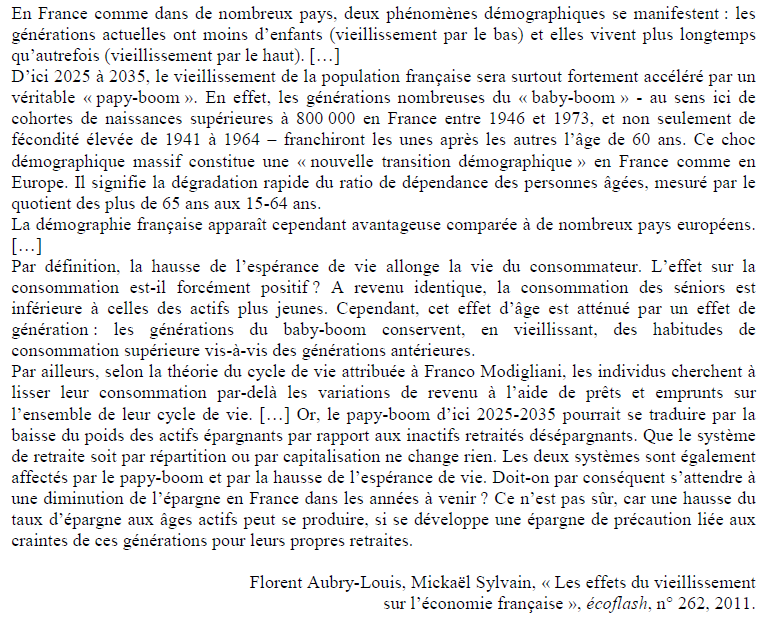 En France comme dans de nombreux pays, deux phénomènes démographiques se manifestent : les
générations actuelles ont moins d’enfants (vieillissement par le bas) et elles vivent plus longtemps
qu’autrefois (vieillissement par le haut). […]
D’ici 2025 à 2035, le vieillissement de la population française sera surtout fortement accéléré par un
véritable « papy-boom ». En effet, les générations nombreuses du « baby-boom » - au sens ici de
cohortes de naissances supérieures à 800 000 en France entre 1946 et 1973, et non seulement de
fécondité élevée de 1941 à 1964 – franchiront les unes après les autres l’âge de 60 ans. Ce choc
démographique massif constitue une « nouvelle transition démographique » en France comme en
Europe. Il signifie la dégradation rapide du ratio de dépendance des personnes âgées, mesuré par le
quotient des plus de 65 ans aux 15-64 ans.
La démographie française apparaît cependant avantageuse comparée à de nombreux pays européens.
[…]
Par définition, la hausse de l’espérance de vie allonge la vie du consommateur. L’effet sur la
consommation est-il forcément positif ? A revenu identique, la consommation des séniors est
inférieure à celles des actifs plus jeunes. Cependant, cet effet d’âge est atténué par un effet de
génération : les générations du baby-boom conservent, en vieillissant, des habitudes de
consommation supérieure vis-à-vis des générations antérieures.
Par ailleurs, selon la théorie du cycle de vie attribuée à Franco Modigliani, les individus cherchent à
lisser leur consommation par-delà les variations de revenu à l’aide de prêts et emprunts sur
l’ensemble de leur cycle de vie. […] Or, le papy-boom d’ici 2025-2035 pourrait se traduire par la
baisse du poids des actifs épargnants par rapport aux inactifs retraités désépargnants. Que le système
de retraite soit par répartition ou par capitalisation ne change rien. Les deux systèmes sont également
affectés par le papy-boom et par la hausse de l’espérance de vie. Doit-on par conséquent s’attendre à
une diminution de l’épargne en France dans les années à venir ? Ce n’est pas sûr, car une hausse du
taux d’épargne aux âges actifs peut se produire, si se développe une épargne de précaution liée aux
craintes de ces générations pour leurs propres retraites.
Florent Aubry-Louis, Mickaël Sylvain, « Les effets du vieillissement
sur l’économie française », écoflash, n° 262, 2011.